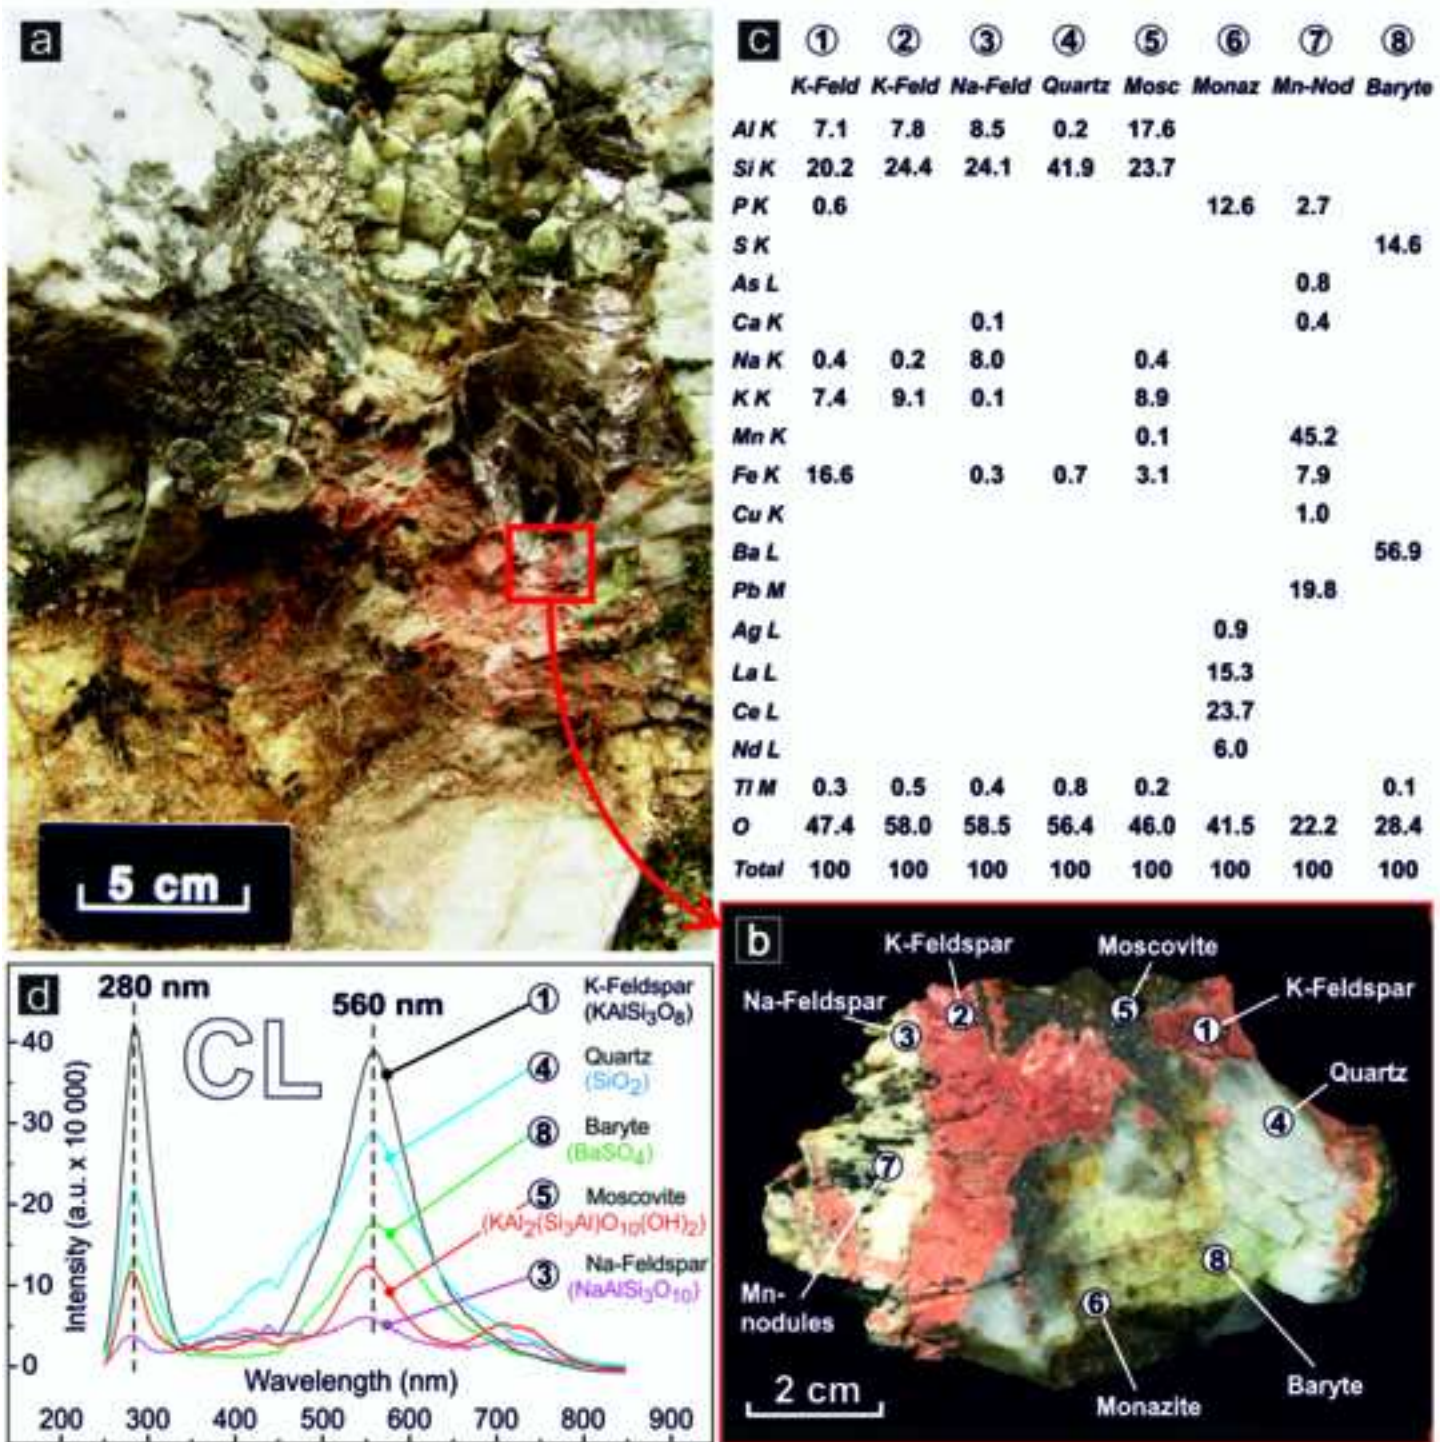 a
5 cm
c ① ② ③ ④ ⑤ ⑥ ⑦ ⑧
K-Feld K-Feld Na-Feld Quartz Mosc Monaz Mn-Nod Baryte
Al K 7.1 7.8 8.5 0.2 17.6
Si K 20.2 24.4 24.1 41.9 23.7
P K 0.6 12.6 2.7
S K 14.6
As L 0.8
Ca K 0.1 0.4
Na K 0.4 0.2 8.0 0.4
K K 7.4 9.1 0.1 8.9
Mn K 0.1 45.2
Fe K 16.6 0.3 0.7 3.1 7.9
Cu K 1.0
Ba L 56.9
Pb M 19.8
Ag L 0.9
La L 15.3
Ce L 23.7
Nd L 6.0
Tl M 0.3 0.5 0.4 0.8 0.2 0.1
O 47.4 58.0 58.5 56.4 46.0 41.5 22.2 28.4
Total 100 100 100 100 100 100 100 100
d
280 nm
560 nm
CL
① K-Feldspar
(KAlSi3O8)
④ Quartz
(SiO2)
⑧ Baryte
(BaSO4)
⑤ Moscovite
(KAl2(Si3Al)O10(OH)2)
③ Na-Feldspar
(NaAlSi3O10)
Intensity (a.u. x 10 000)
40
30
20
10
0
Wavelength (nm)
200 300 400 500 600 700 800 900
b
K-Feldspar
Moscovite
Na-Feldspar
K-Feldspar
② ⑤ ① ③
Quartz
④
⑦
⑧
⑥
Mn-
nodules
2 cm
Monazite
Baryte